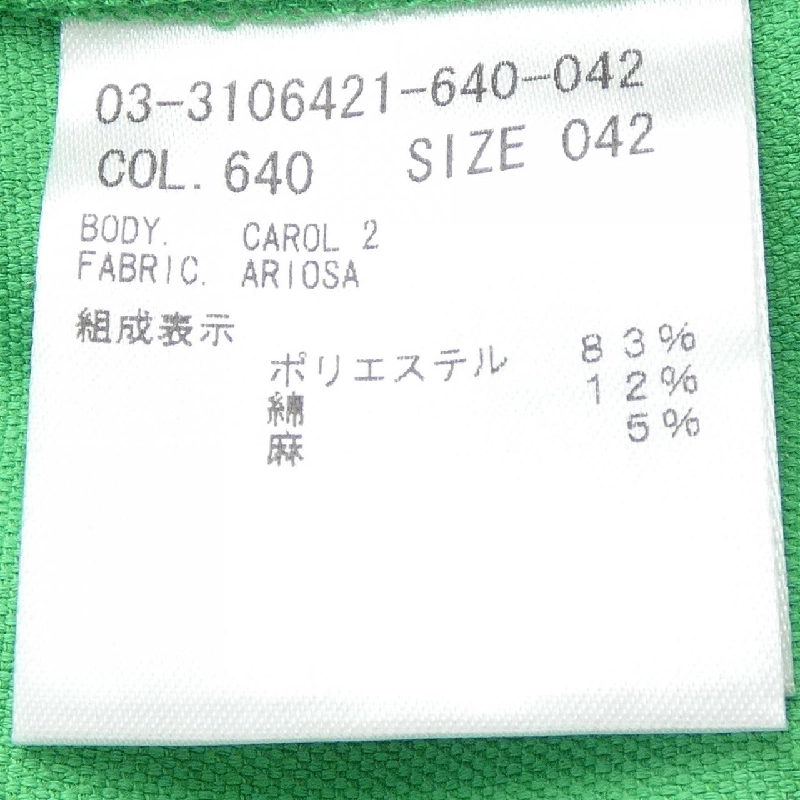 03-3106421-640-042
COL. 640 SIZE 042
BODY. CAROL 2
FABRIC. ARIOSA
組成表示
ポリエステル 83%
綿 12%
麻 5%